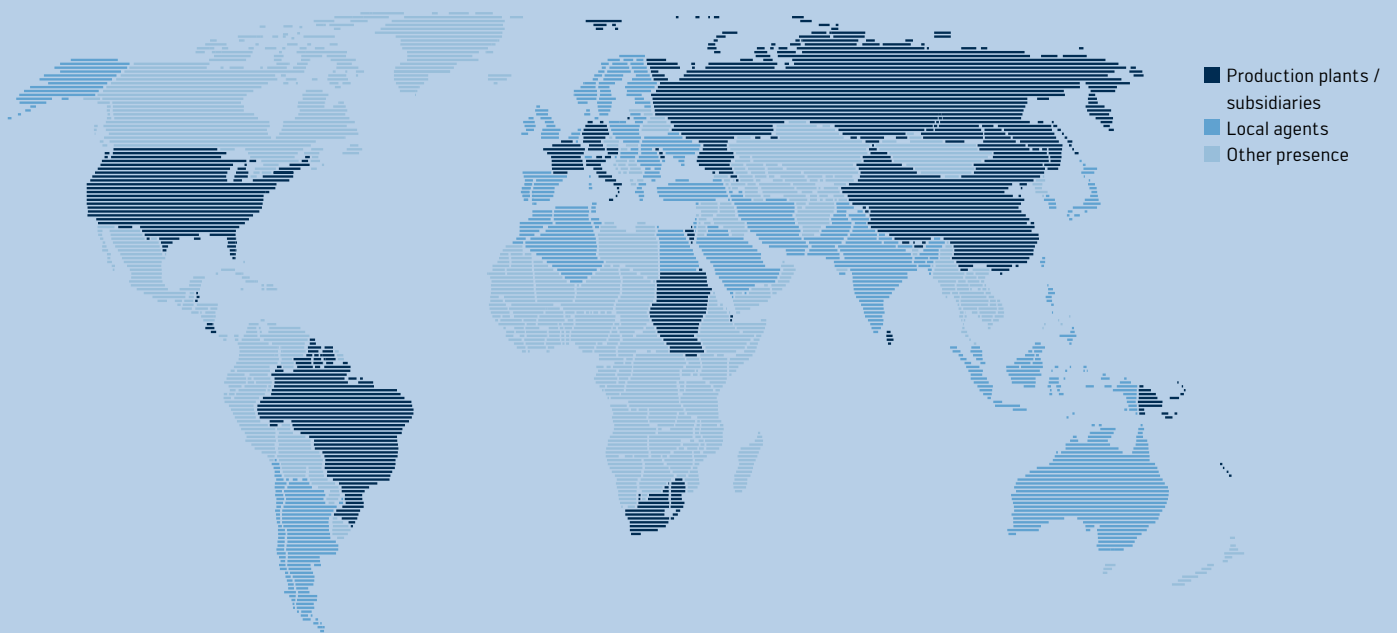 Production plants /
subsidiaries
Local agents
Other presence